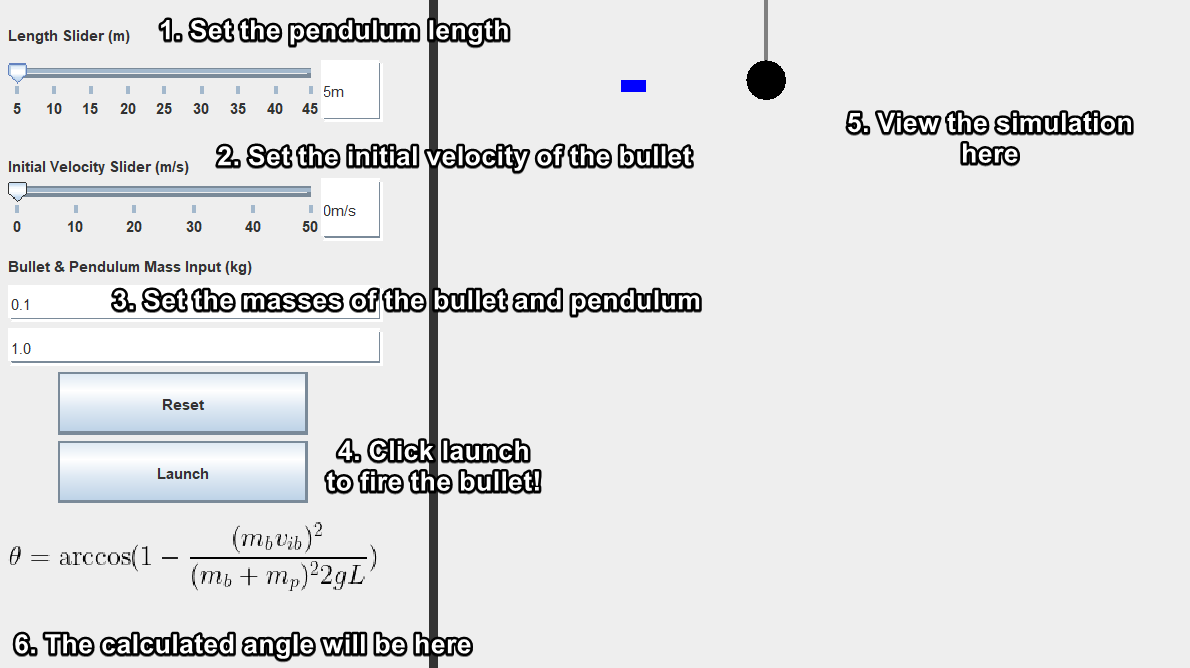 Length Slider (m)
1. Set the pendulum length
5 10 15 20 25 30 35 40 45
5m
5. View the simulation
here
Initial Velocity Slider (m/s)
2. Set the initial velocity of the bullet
0 10 20 30 40 50
0m/s
Bullet & Pendulum Mass Input (kg)
0.1
3. Set the masses of the bullet and pendulum
1.0
Reset
4. Click launch
to fire the bullet!
Launch
θ = arccos(1 − (m_b v_{ib})² / (m_b + m_p)² 2gL)
6. The calculated angle will be here